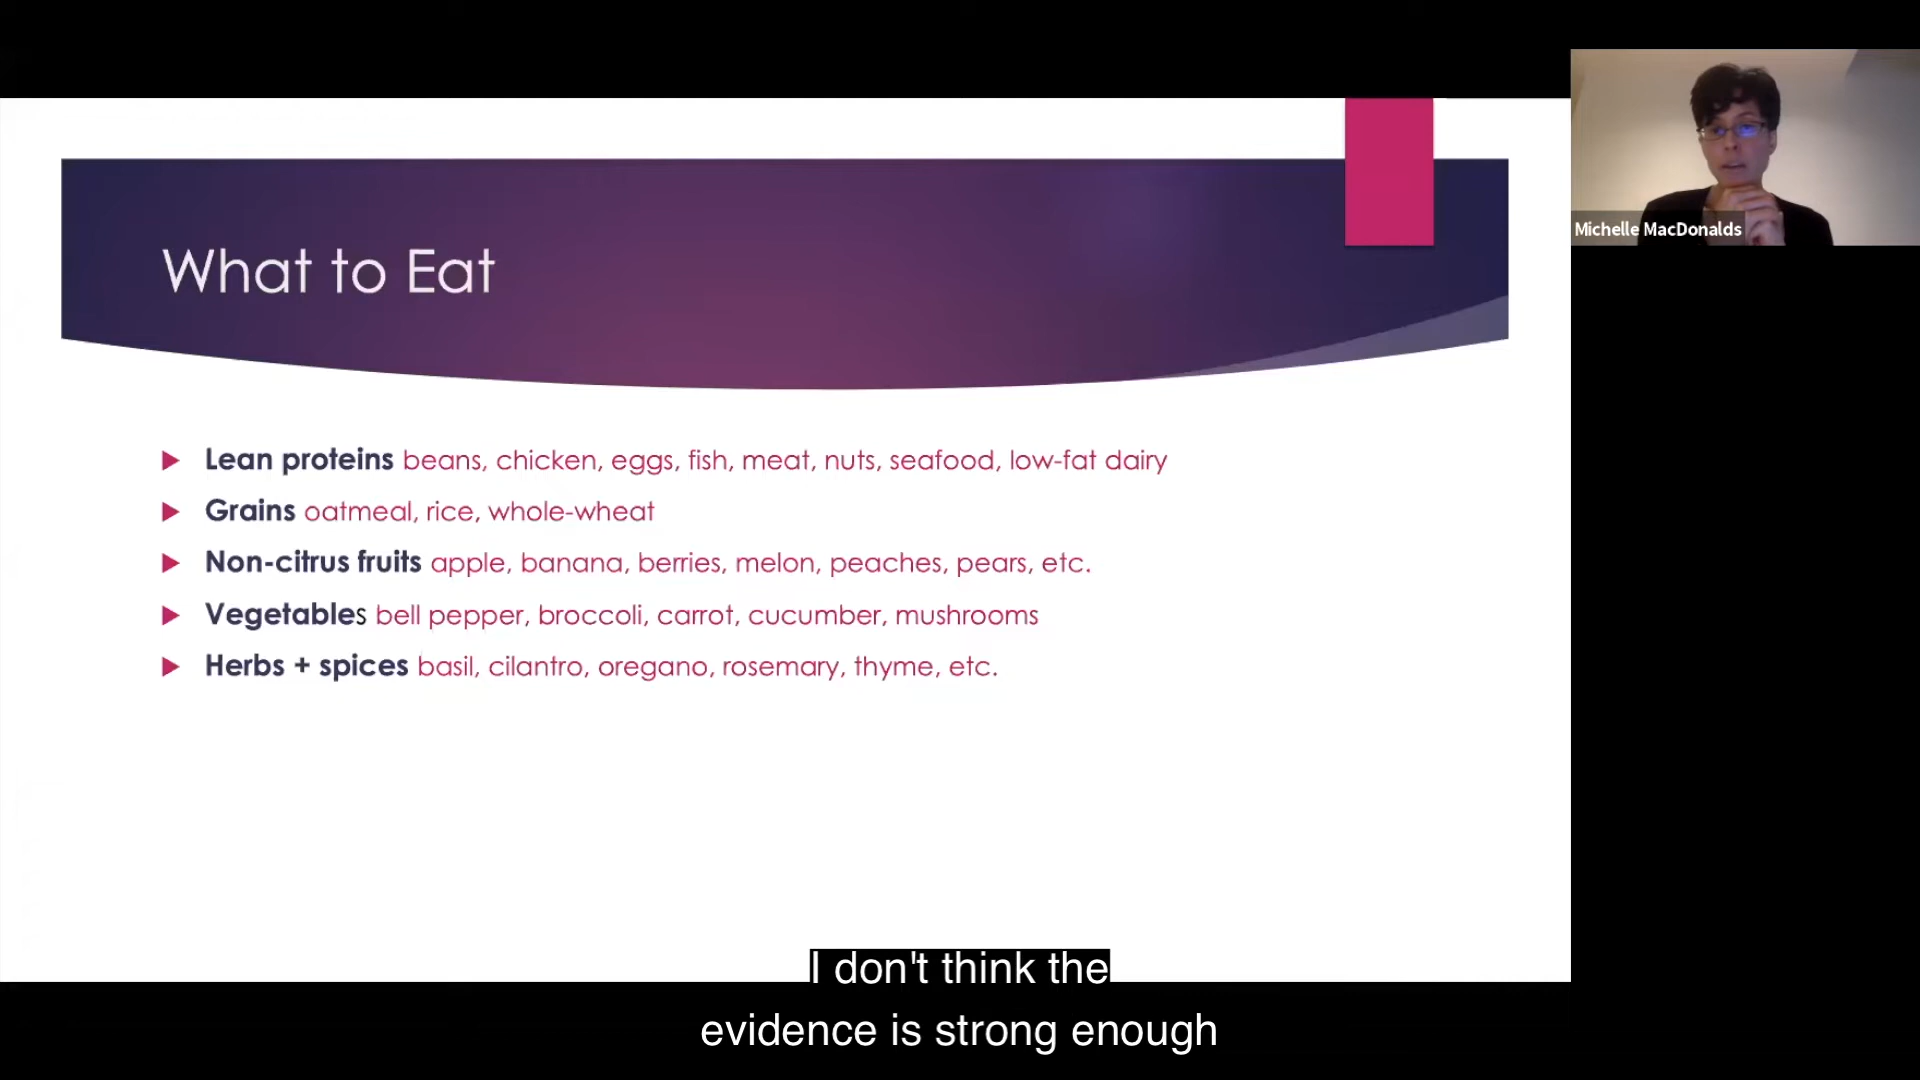 What to Eat
Lean proteins beans, chicken, eggs, fish, meat, nuts, seafood, low-fat dairy
Grains oatmeal, rice, whole-wheat
Non-citrus fruits apple, banana, berries, melon, peaches, pears, etc.
Vegetables bell pepper, broccoli, carrot, cucumber, mushrooms
Herbs + spices basil, cilantro, oregano, rosemary, thyme, etc.
Michelle MacDonalds
I don't think the
evidence is strong enough